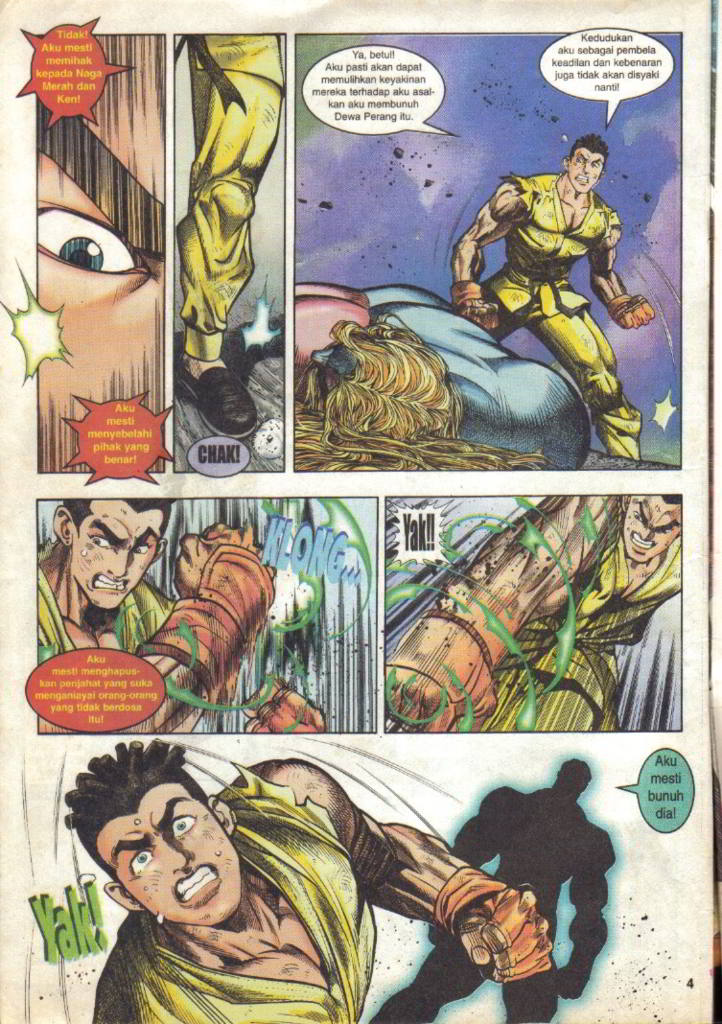 Tidak!
Aku mesti
memihak
kepada Naga
Merah dan
Ken!
Aku
mesti
menyebelahi
pihak yang
benar!
CHAK!
Ya, betul!
Aku pasti akan dapat
memulihkan keyakinan
mereka terhadap aku asal-
kan aku membunuh
Dewa Perang itu.
Kedudukan
aku sebagai pembela
keadilan dan kebenaran
juga tidak akan disyaki
nanti!
KLONG...
Aku
mesti menghapus-
kan penjahat yang suka
menganiayai orang-orang
yang tidak berdosa
itu!
Yak!!
Yak!
Aku
mesti
bunuh
dia!
4